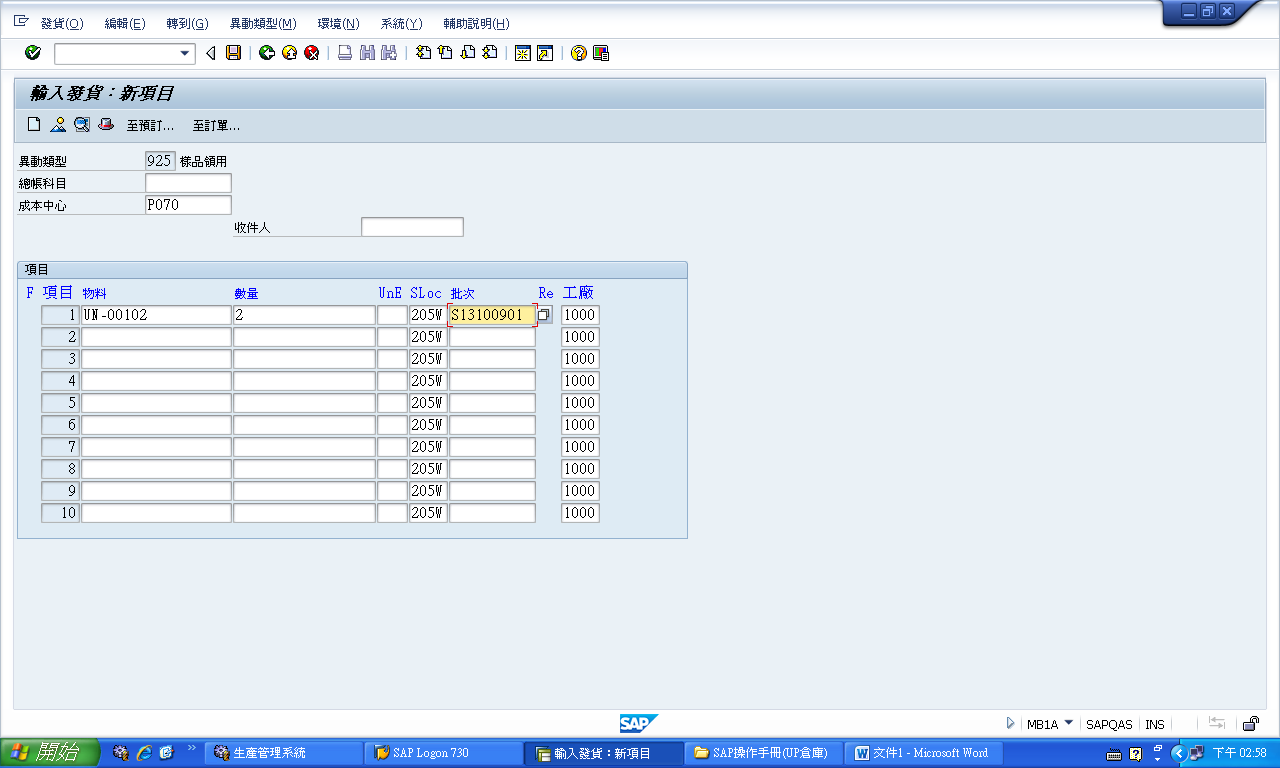 發貨(O) 編輯(E) 轉到(G) 異動類型(M) 環境(N) 系統(Y) 輔助說明(H)
輸入發貨：新項目
至預訂... 至訂單...
異動類型 925 樣品領用
總帳科目
成本中心 P070
收件人
項目
F 項目 物料 數量 UnE SLoc 批次 Re 工廠
1 UN-00102 2 205W S13100901 1000
2 205W 1000
3 205W 1000
4 205W 1000
5 205W 1000
6 205W 1000
7 205W 1000
8 205W 1000
9 205W 1000
10 205W 1000
SAP
MB1A SAPQAS INS
開始 生產管理系統 SAP Logon 730 輸入發貨：新項目 SAP操作手冊(UP倉庫) 文件1 - Microsoft Word 下午 02:58